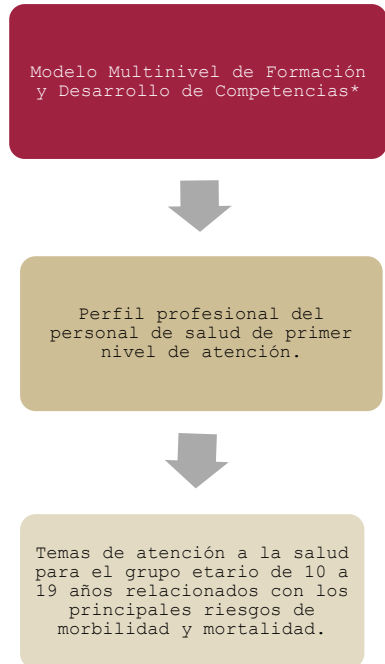 Modelo Multinivel de Formación
y Desarrollo de Competencias*
Perfil profesional del
personal de salud de primer
nivel de atención.
Temas de atención a la salud
para el grupo etario de 10 a
19 años relacionados con los
principales riesgos de
morbilidad y mortalidad.